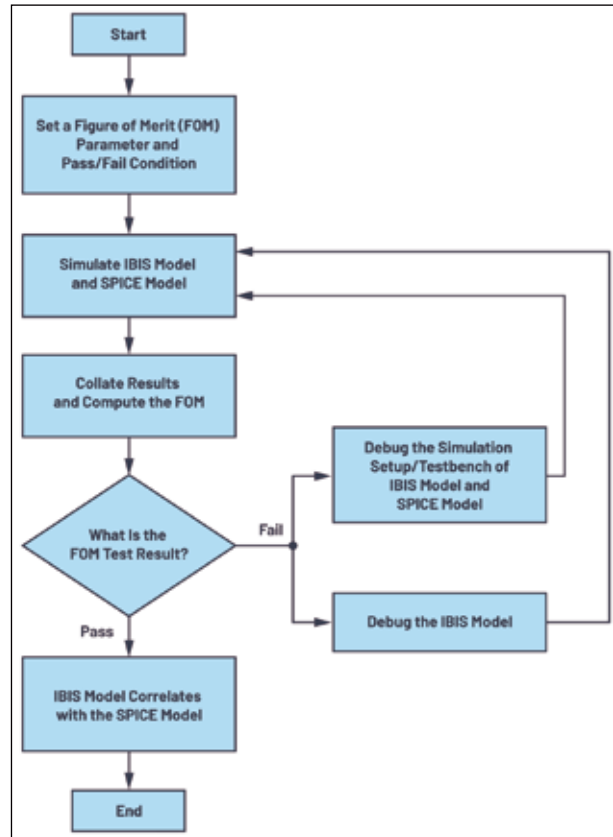 Start
Set a Figure of Merit (FOM)
Parameter and
Pass/Fail Condition
Simulate IBIS Model
and SPICE Model
Collate Results
and Compute the FOM
Debug the Simulation
Setup/Testbench of
IBIS Model and
SPICE Model
What Is the
FOM Test Result?
Fail
Debug the IBIS Model
Pass
IBIS Model Correlates
with the SPICE Model
End